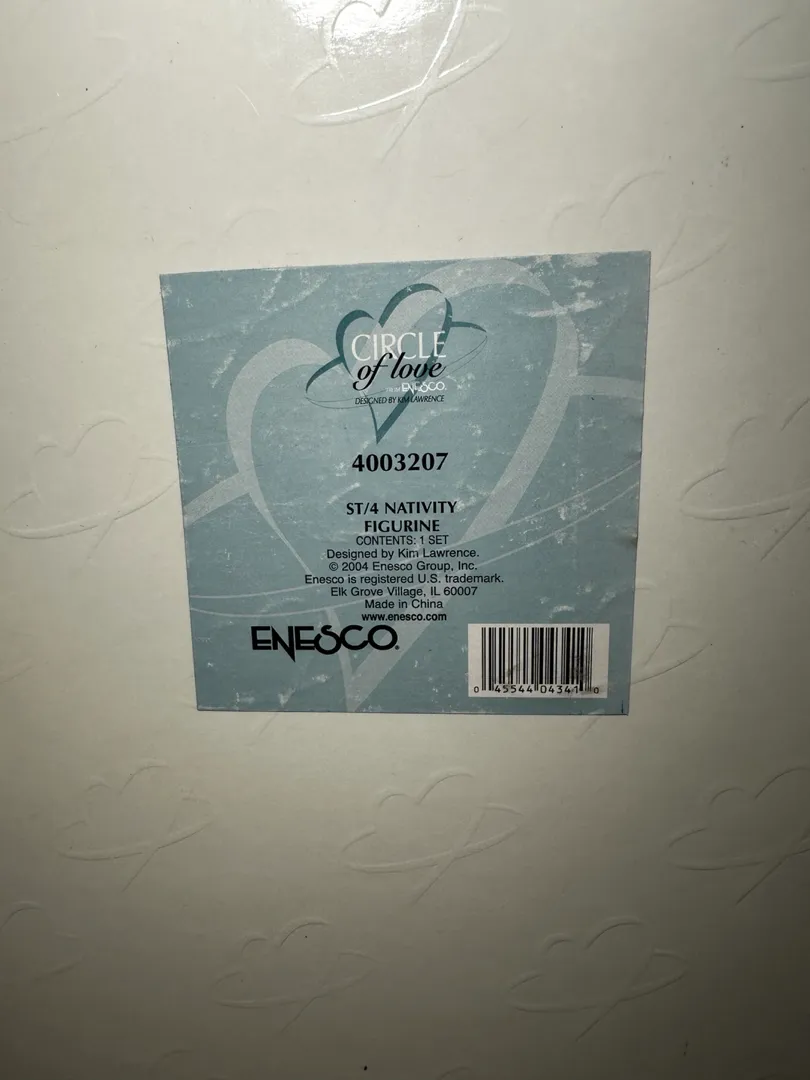 CIRCLE
of love
FROM ENESCO.
DESIGNED BY KIM LAWRENCE
4003207
ST/4 NATIVITY
FIGURINE
CONTENTS: 1 SET
Designed by Kim Lawrence.
© 2004 Enesco Group, Inc.
Enesco is registered U.S. trademark.
Elk Grove Village, IL 60007
Made in China
www.enesco.com
ENESCO®
0 45544 04341 0